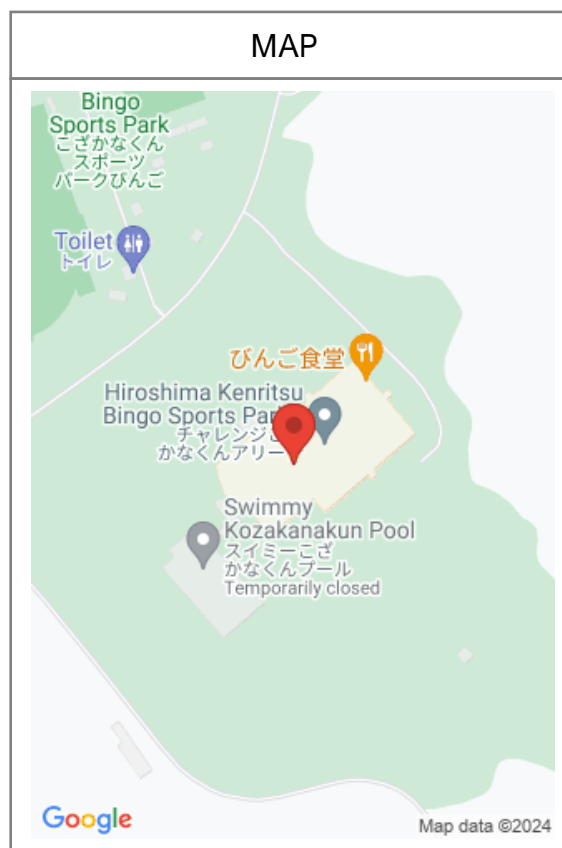 MAP
Bingo
Sports Park
こざかなくん
スポーツ
パークびんご
Toilet
トイレ
びんご食堂
Hiroshima Kenritsu
Bingo Sports Par
チャレンジ
かなくんアリー
Swimmy
Kozakanakun Pool
スイミーこざ
かなくんプール
Temporarily closed
Google
Map data ©2024